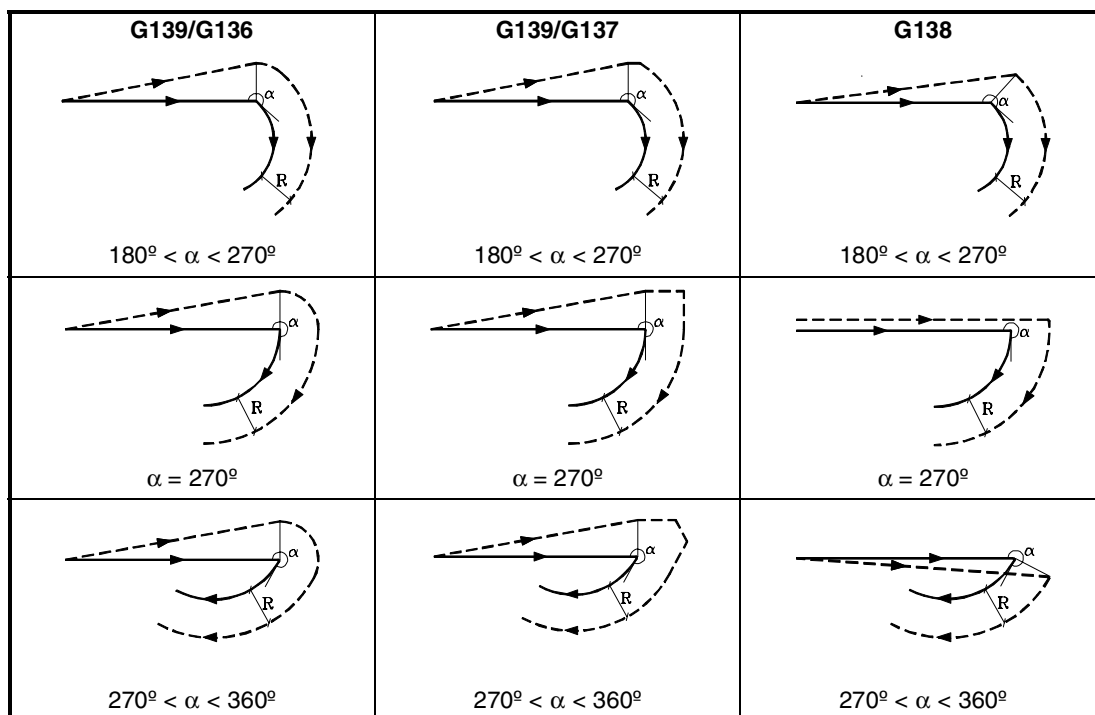 G139/G136 G139/G137 G138
α α α
R R R
180º < α < 270º 180º < α < 270º 180º < α < 270º
α α α
R R R
α = 270º α = 270º α = 270º
α α α
R R R
270º < α < 360º 270º < α < 360º 270º < α < 360º